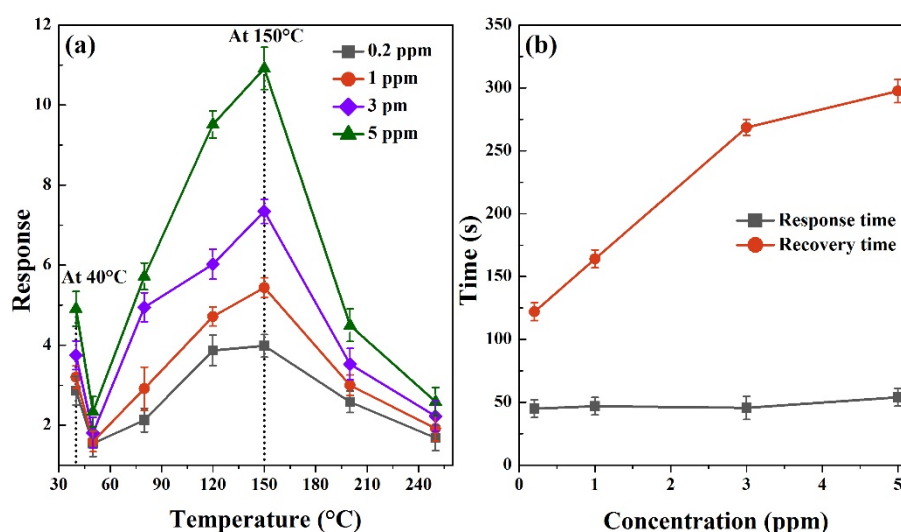 (a)
At 150°C
0.2 ppm
1 ppm
3 pm
5 ppm
At 40°C
12
10
8
6
4
2
Response
30 60 90 120 150 180 210 240
Temperature (°C)
(b)
350
300
250
200
150
100
50
0
Time (s)
Response time
Recovery time
0 1 2 3 4 5
Concentration (ppm)